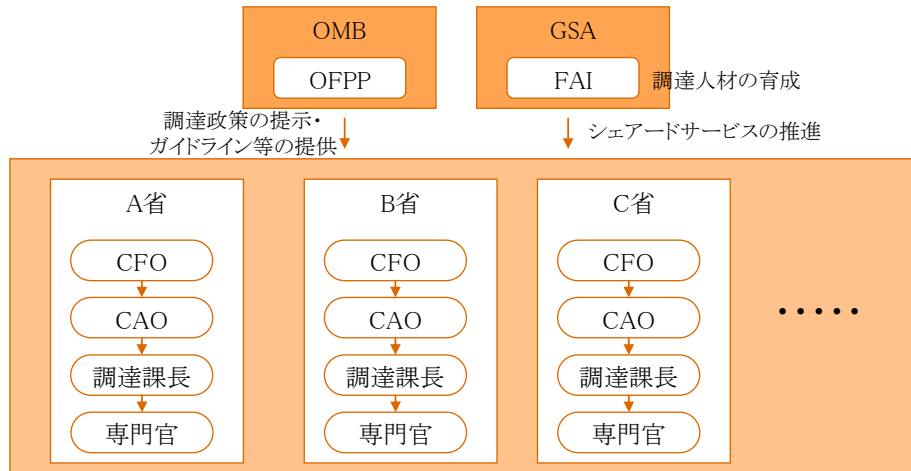 OMB
OFPP
GSA
FAI
調達人材の育成
調達政策の提示・
ガイドライン等の提供
シェアードサービスの推進
A省
CFO
CAO
調達課長
専門官
B省
CFO
CAO
調達課長
専門官
C省
CFO
CAO
調達課長
専門官
・・・・・